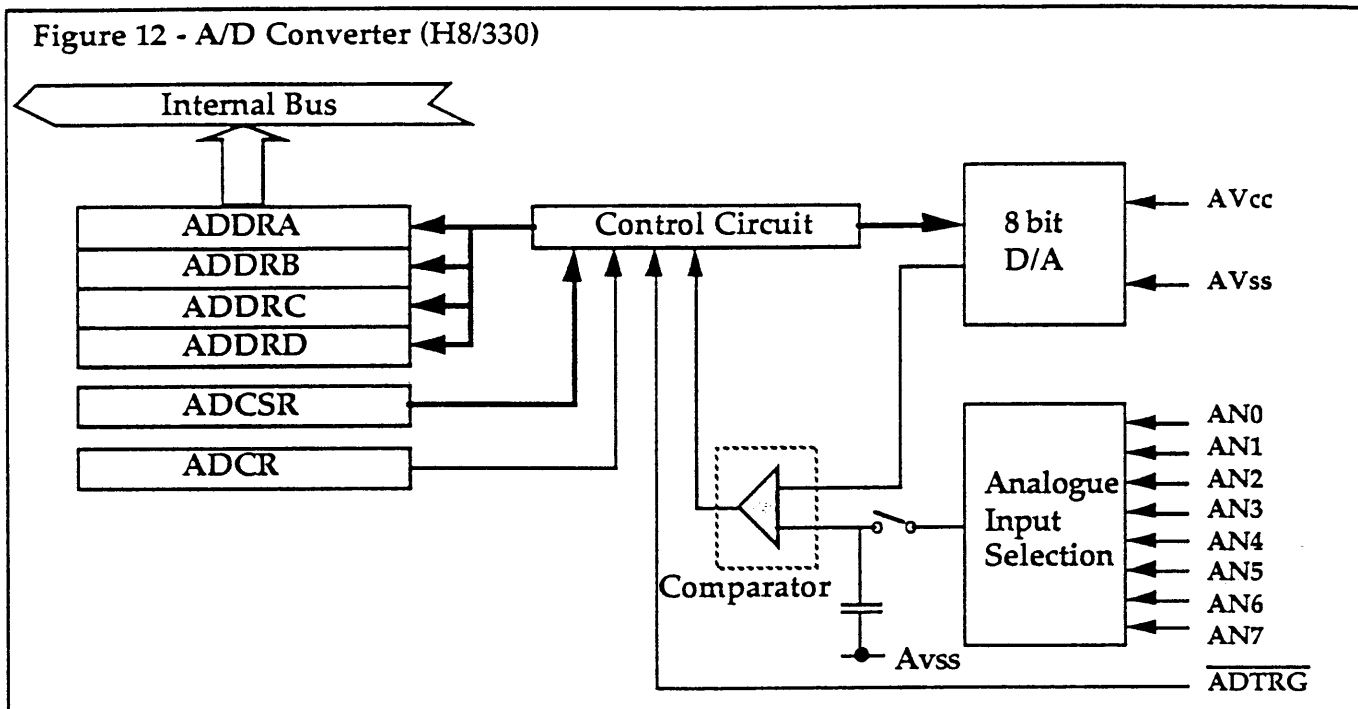 Figure 12 - A/D Converter (H8/330)
Internal Bus
ADDRA
ADDRB
ADDRC
ADDRD
ADCSR
ADCR
Control Circuit
8 bit
D/A
AVcc
AVss
Comparator
Avss
Analogue
Input
Selection
AN0
AN1
AN2
AN3
AN4
AN5
AN6
AN7
ADTRG